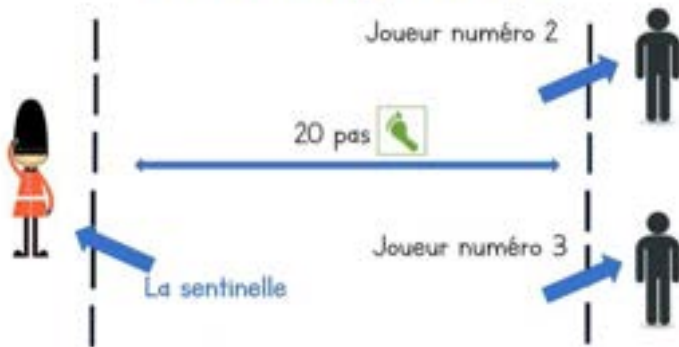 Joueur numéro 2
20 pas
Joueur numéro 3
La sentinelle